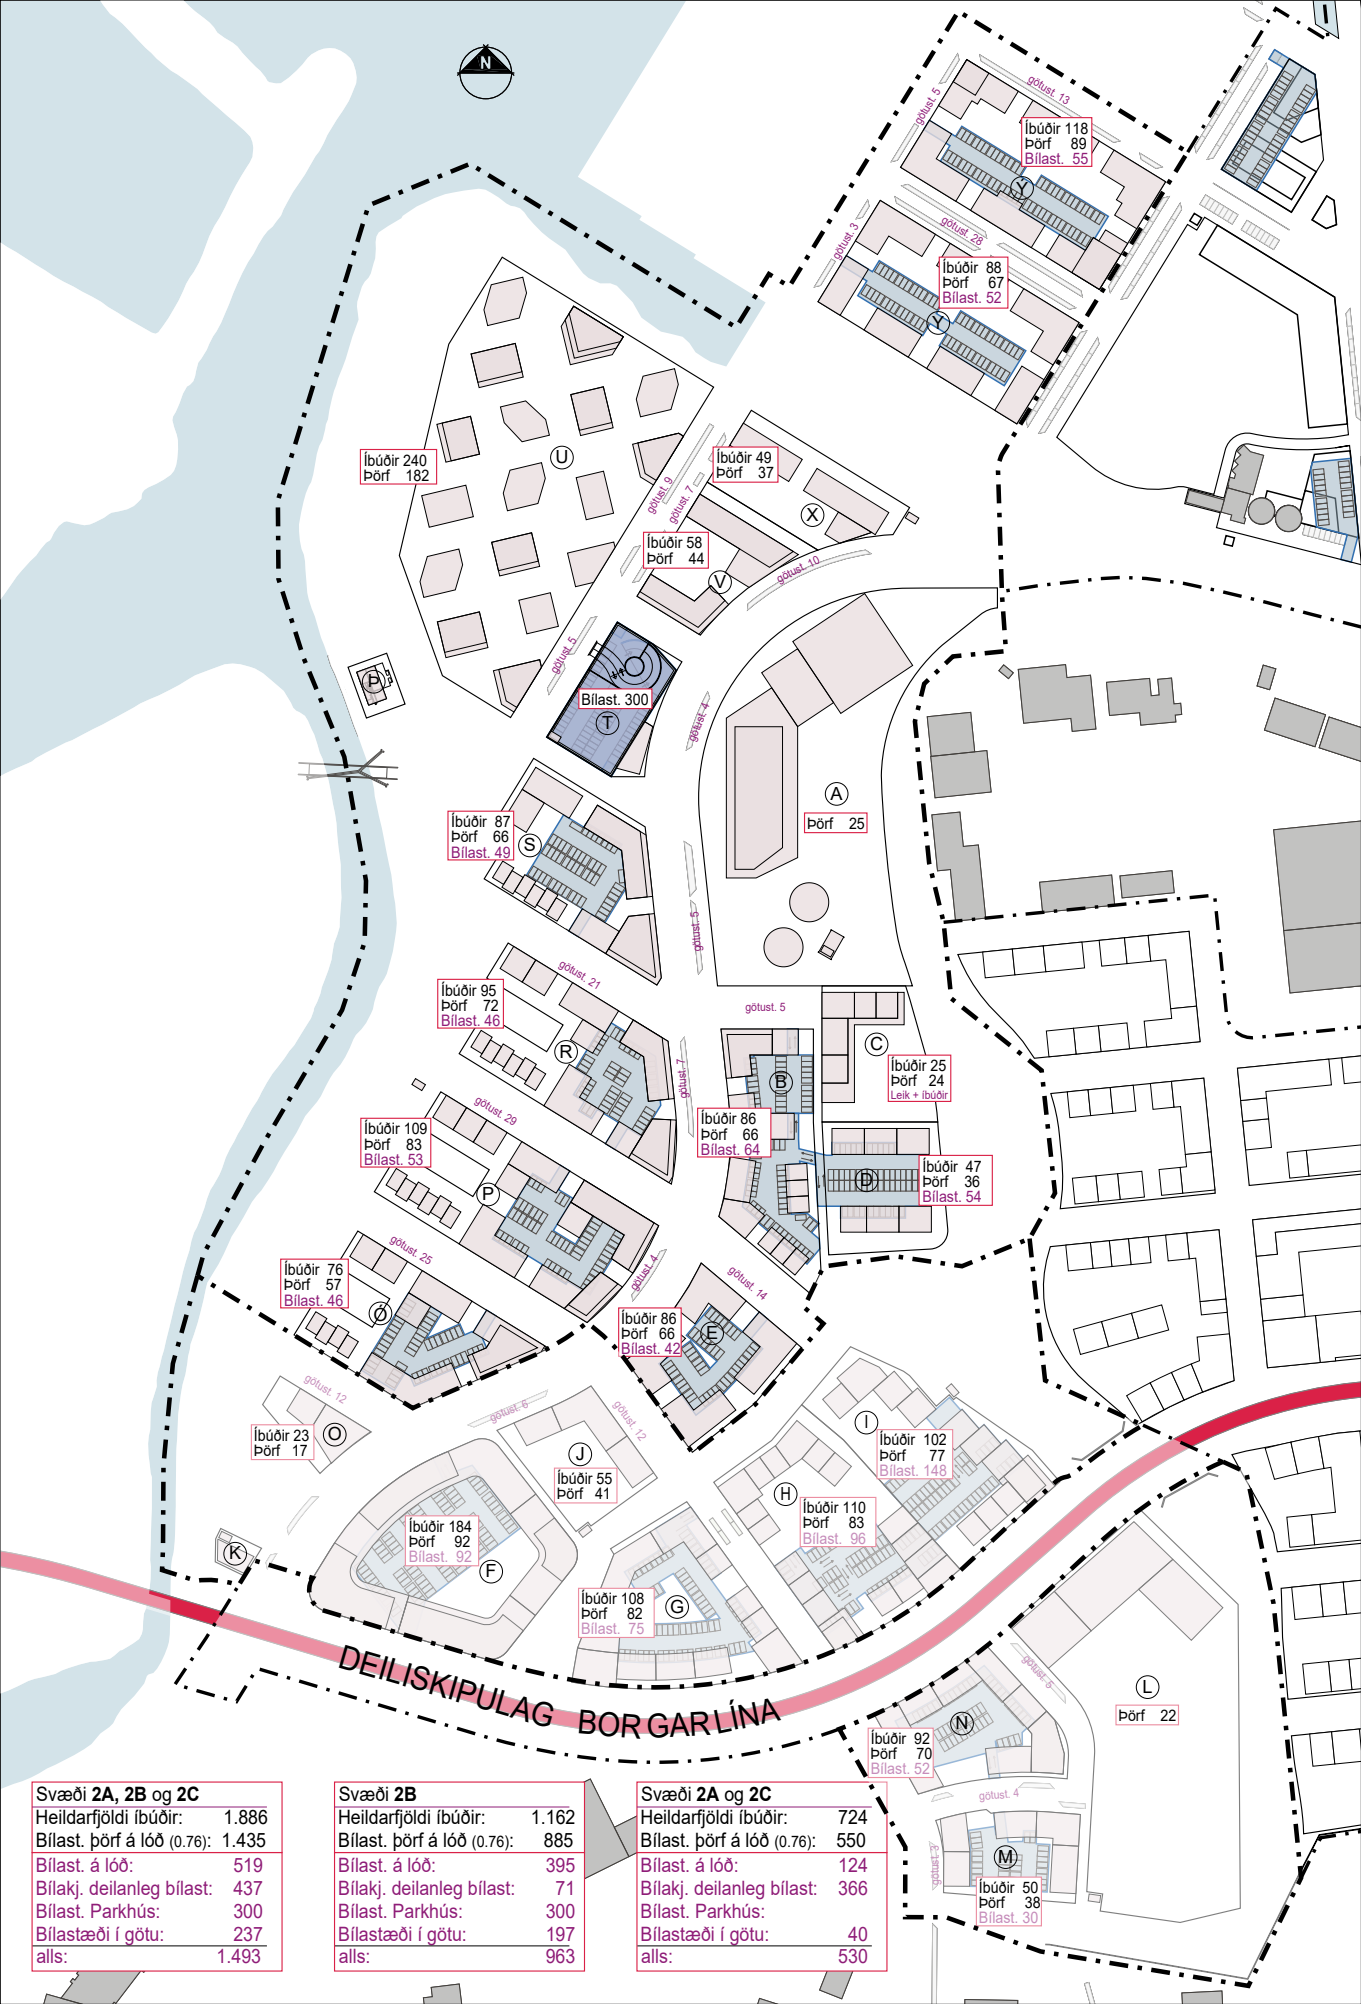 N
götust. 5
götust. 13
Íbúðir 118
Þörf 89
Bílast. 55
Y
götust. 3
götust. 28
Íbúðir 88
Þörf 67
Bílast. 52
Y
Íbúðir 240
Þörf 182
U
götust. 9
götust. 7
Íbúðir 49
Þörf 37
X
Íbúðir 58
Þörf 44
V
götust. 10
götust. 5
Þ
Bílast. 300
T
götust. 4
A
Þörf 25
Íbúðir 87
Þörf 66
Bílast. 49
S
götust. 5
götust. 21
Íbúðir 95
Þörf 72
Bílast. 46
R
götust. 7
götust. 5
C
Íbúðir 25
Þörf 24
Leik + íbúðir
B
Íbúðir 86
Þörf 66
Bílast. 64
D
Íbúðir 47
Þörf 36
Bílast. 54
götust. 29
Íbúðir 109
Þörf 83
Bílast. 53
P
götust. 25
Íbúðir 76
Þörf 57
Bílast. 46
Ó
götust. 4
götust. 14
Íbúðir 86
Þörf 66
Bílast. 42
E
götust. 12
Íbúðir 23
Þörf 17
O
götust. 6
götust. 12
J
Íbúðir 55
Þörf 41
I
Íbúðir 102
Þörf 77
Bílast. 148
H
Íbúðir 110
Þörf 83
Bílast. 96
K
Íbúðir 184
Þörf 92
Bílast. 92
F
Íbúðir 108
Þörf 82
Bílast. 75
G
DEILISKIPULAG BORGARLÍNA
götust. 5
L
Þörf 22
N
Íbúðir 92
Þörf 70
Bílast. 52
götust. 4
götust. 3
M
Íbúðir 50
Þörf 38
Bílast. 30
Svæði 2A, 2B og 2C
Heildarfjöldi íbúðir: 1.886
Bílast. þörf á lóð (0.76): 1.435
Bílast. á lóð: 519
Bílakj. deilanleg bílast: 437
Bílast. Parkhús: 300
Bílastæði í götu: 237
alls: 1.493
Svæði 2B
Heildarfjöldi íbúðir: 1.162
Bílast. þörf á lóð (0.76): 885
Bílast. á lóð: 395
Bílakj. deilanleg bílast: 71
Bílast. Parkhús: 300
Bílastæði í götu: 197
alls: 963
Svæði 2A og 2C
Heildarfjöldi íbúðir: 724
Bílast. þörf á lóð (0.76): 550
Bílast. á lóð: 124
Bílakj. deilanleg bílast: 366
Bílast. Parkhús:
Bílastæði í götu: 40
alls: 530